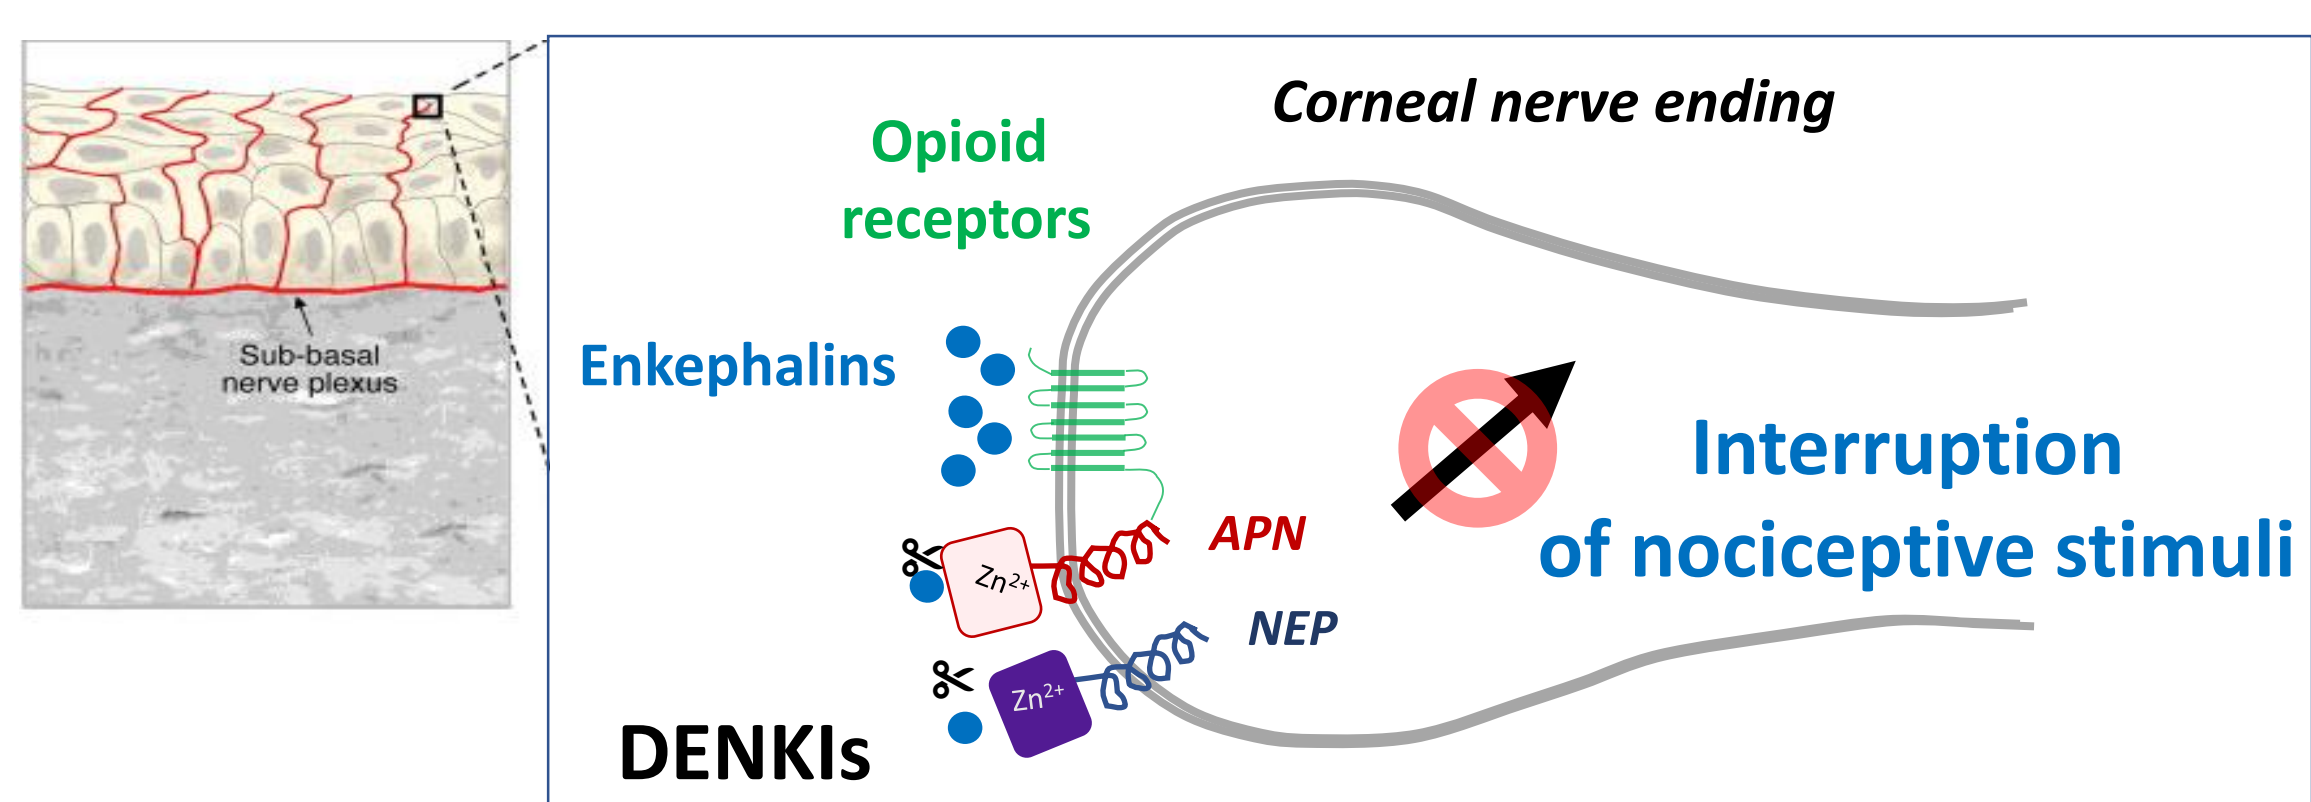 Corneal nerve ending
Opioid
receptors
Enkephalins
Sub-basal
nerve plexus
Interruption
of nociceptive stimuli
APN
Zn2+
NEP
Zn2+
DENKIs